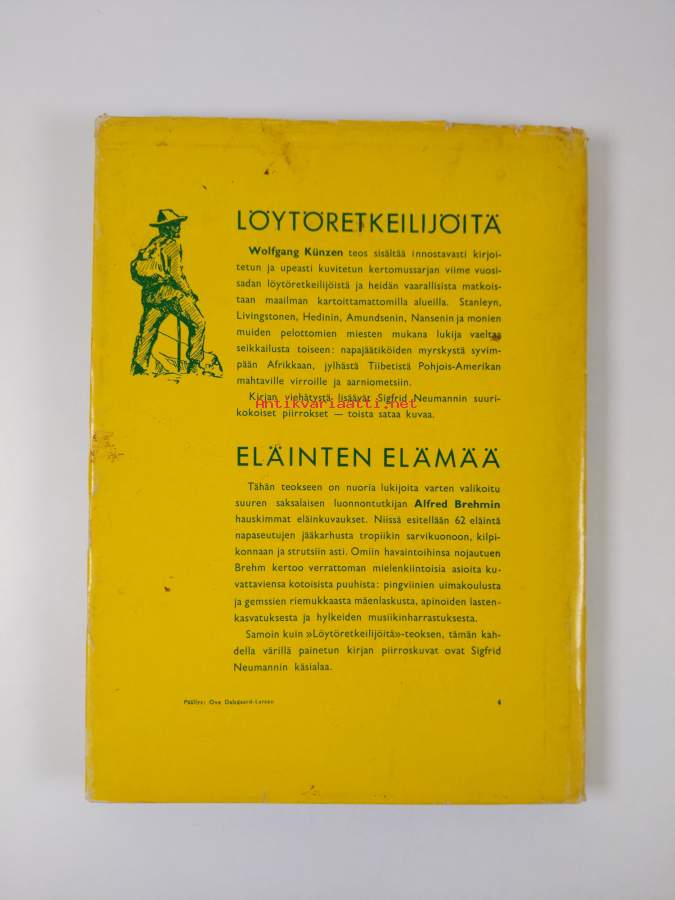 LÖYTÖRETKEILIJÖITÄ
Wolfgang Künzen teos sisältää innostavasti kirjoi-
tetun ja upeasti kuvitetun kertomussarjan viime vuosi-
sadan löytöretkeilijöistä ja heidän vaarallisista matkois-
taan maailman kartoittamattomilla alueilla. Stanleyn,
Livingstonen, Hedinin, Amundsenin, Nansenin ja monien
muiden pelottomien miesten mukana lukija vaeltaa
seikkailusta toiseen: napajäätiköiden myrskystä syvim-
pään Afrikkaan, jylhästä Tiibetistä Pohjois-Amerikan
mahtaville virroille ja aarniometsiin.
Kirjan viehätystä lisäävät Sigfrid Neumannin suuri-
Antikvariaatti.net
kokoiset piirrokset — toista sataa kuvaa.
ELÄINTEN ELÄMÄÄ
Tähän teokseen on nuoria lukijoita varten valikoitu
suuren saksalaisen luonnontutkijan Alfred Brehmin
hauskimmat eläinkuvaukset. Niissä esitellään 62 eläintä
napaseutujen jääkarhusta tropiikin sarvikuonoon, kilpi-
konnaan ja strutsiin asti. Omiin havaintoihinsa nojautuen
Brehm kertoo verrattoman mielenkiintoisia asioita ku-
vattaviensa kotoisista puuhista: pingviinien uimakoulusta
ja gemssien riemukkaasta mäenlaskusta, apinoiden lasten-
kasvatuksesta ja hylkeiden musiikinharrastuksesta.
Samoin kuin »Löytöretkeilijöitä»-teoksen, tämän kah-
della värillä painetun kirjan piirroskuvat ovat Sigfrid
Neumannin käsialaa.
Päällys: Ove Dalsgaard-Larsen 4